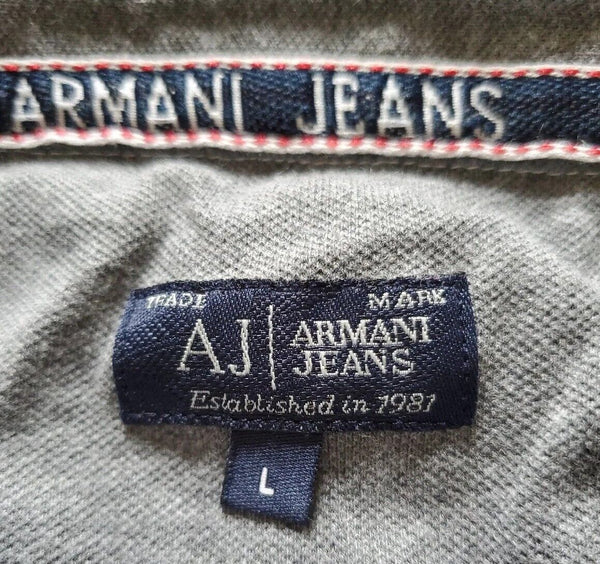 ARMANI JEANS
TRADE MARK
AJ ARMANI
JEANS
Established in 1981
L